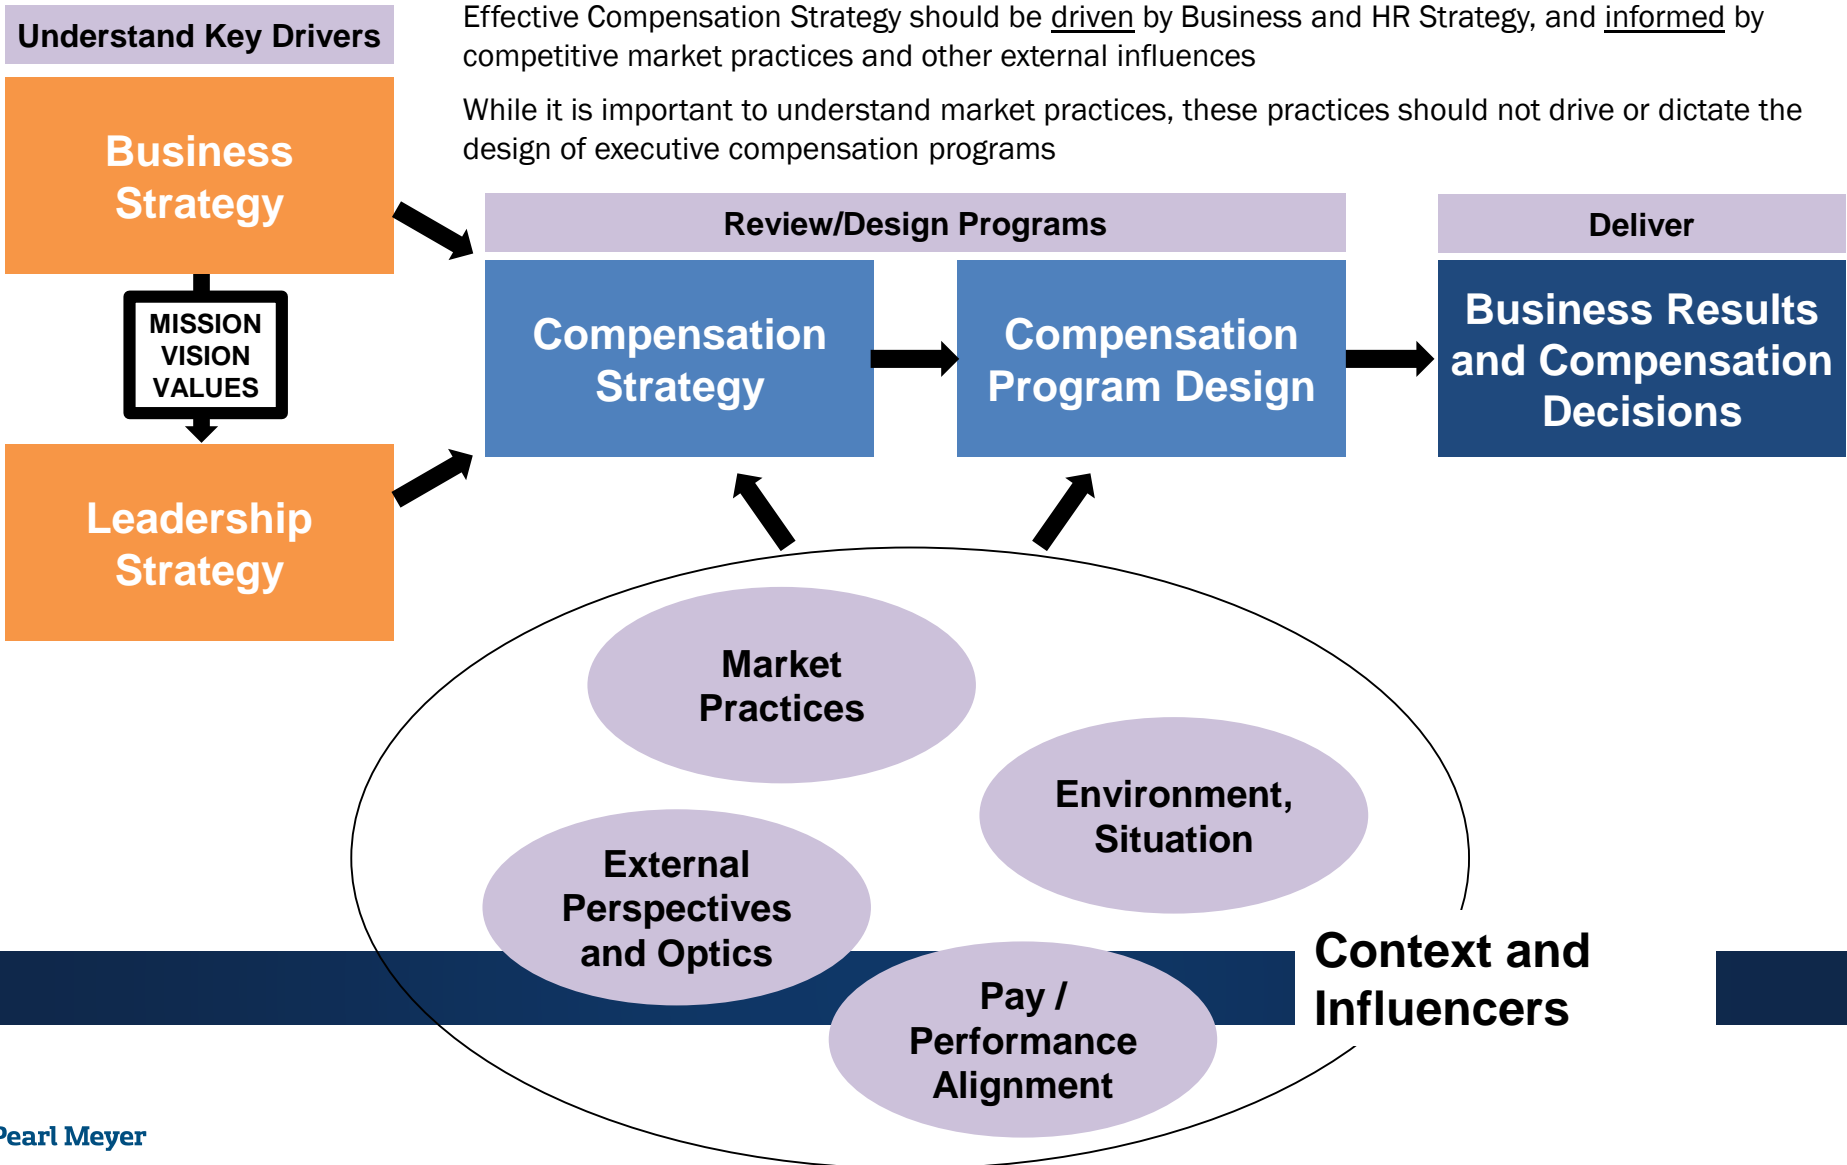 Understand Key Drivers
Effective Compensation Strategy should be driven by Business and HR Strategy, and informed by
competitive market practices and other external influences
While it is important to understand market practices, these practices should not drive or dictate the
design of executive compensation programs
Business
Strategy
MISSION
VISION
VALUES
Leadership
Strategy
Review/Design Programs
Compensation
Strategy
Compensation
Program Design
Deliver
Business Results
and Compensation
Decisions
Market
Practices
Environment,
Situation
External
Perspectives
and Optics
Pay /
Performance
Alignment
Context and
Influencers
Pearl Meyer